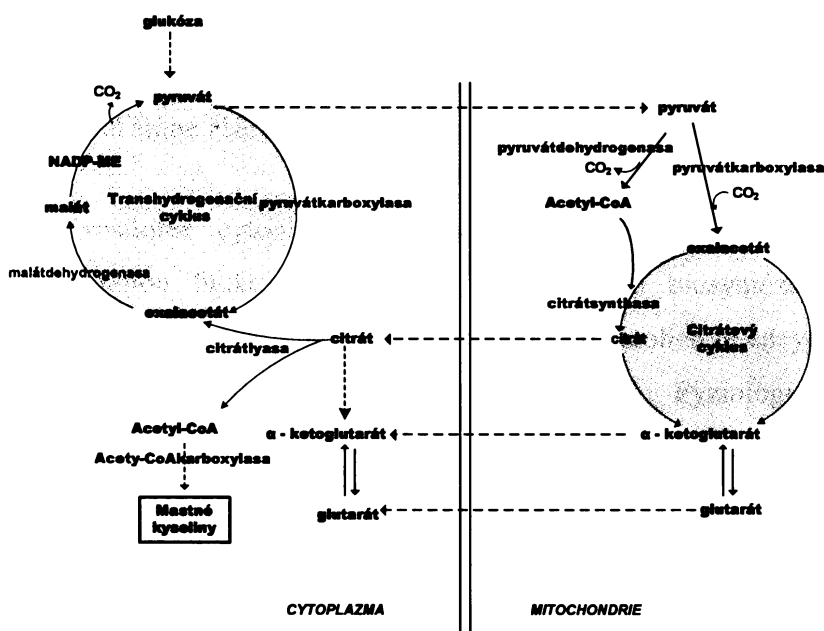 glukóza
CO2
pyruvát
NADP-ME
malát
Transhydrogenační
cyklus
pyruvátkarboxylasa
malátdehydrogenasa
oxalacetát
citrátlyasa
citrát
Acetyl-CoA
Acety-CoAkarboxylasa
Mastné
kyseliny
α - ketoglutarát
glutarát
CYTOPLAZMA
pyruvát
pyruvátdehydrogenasa
CO2
pyruvátkarboxylasa
CO2
Acetyl-CoA
oxalacetát
citrátsynthasa
citrát
Citrátový
cyklus
α - ketoglutarát
glutarát
MITOCHONDRIE